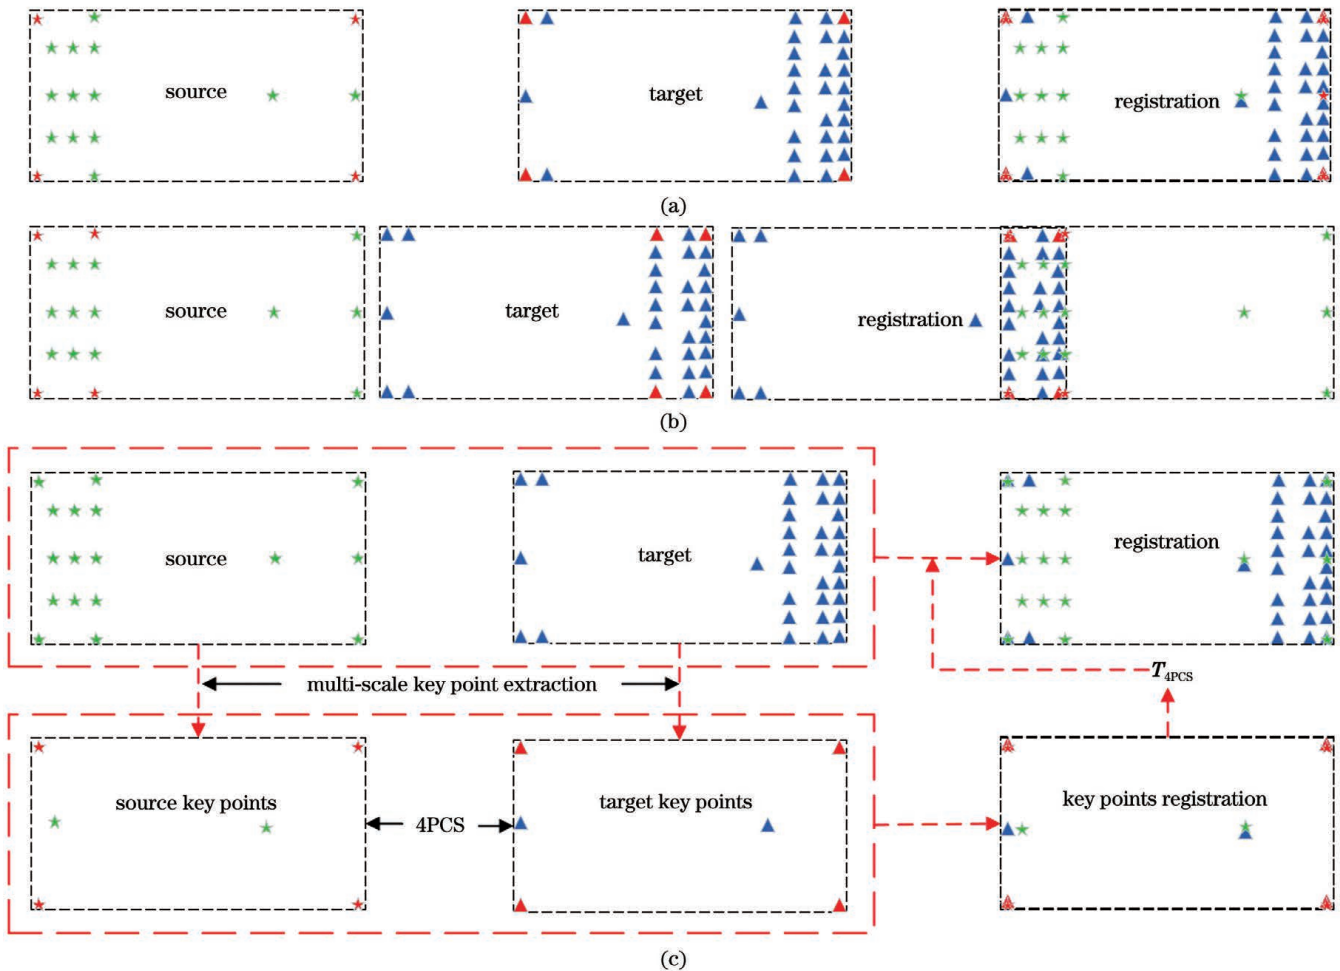 source
target
registration
(a)
source
target
registration
(b)
source
target
registration
multi-scale key point extraction
T4PCS
source key points
target key points
key points registration
4PCS
(c)